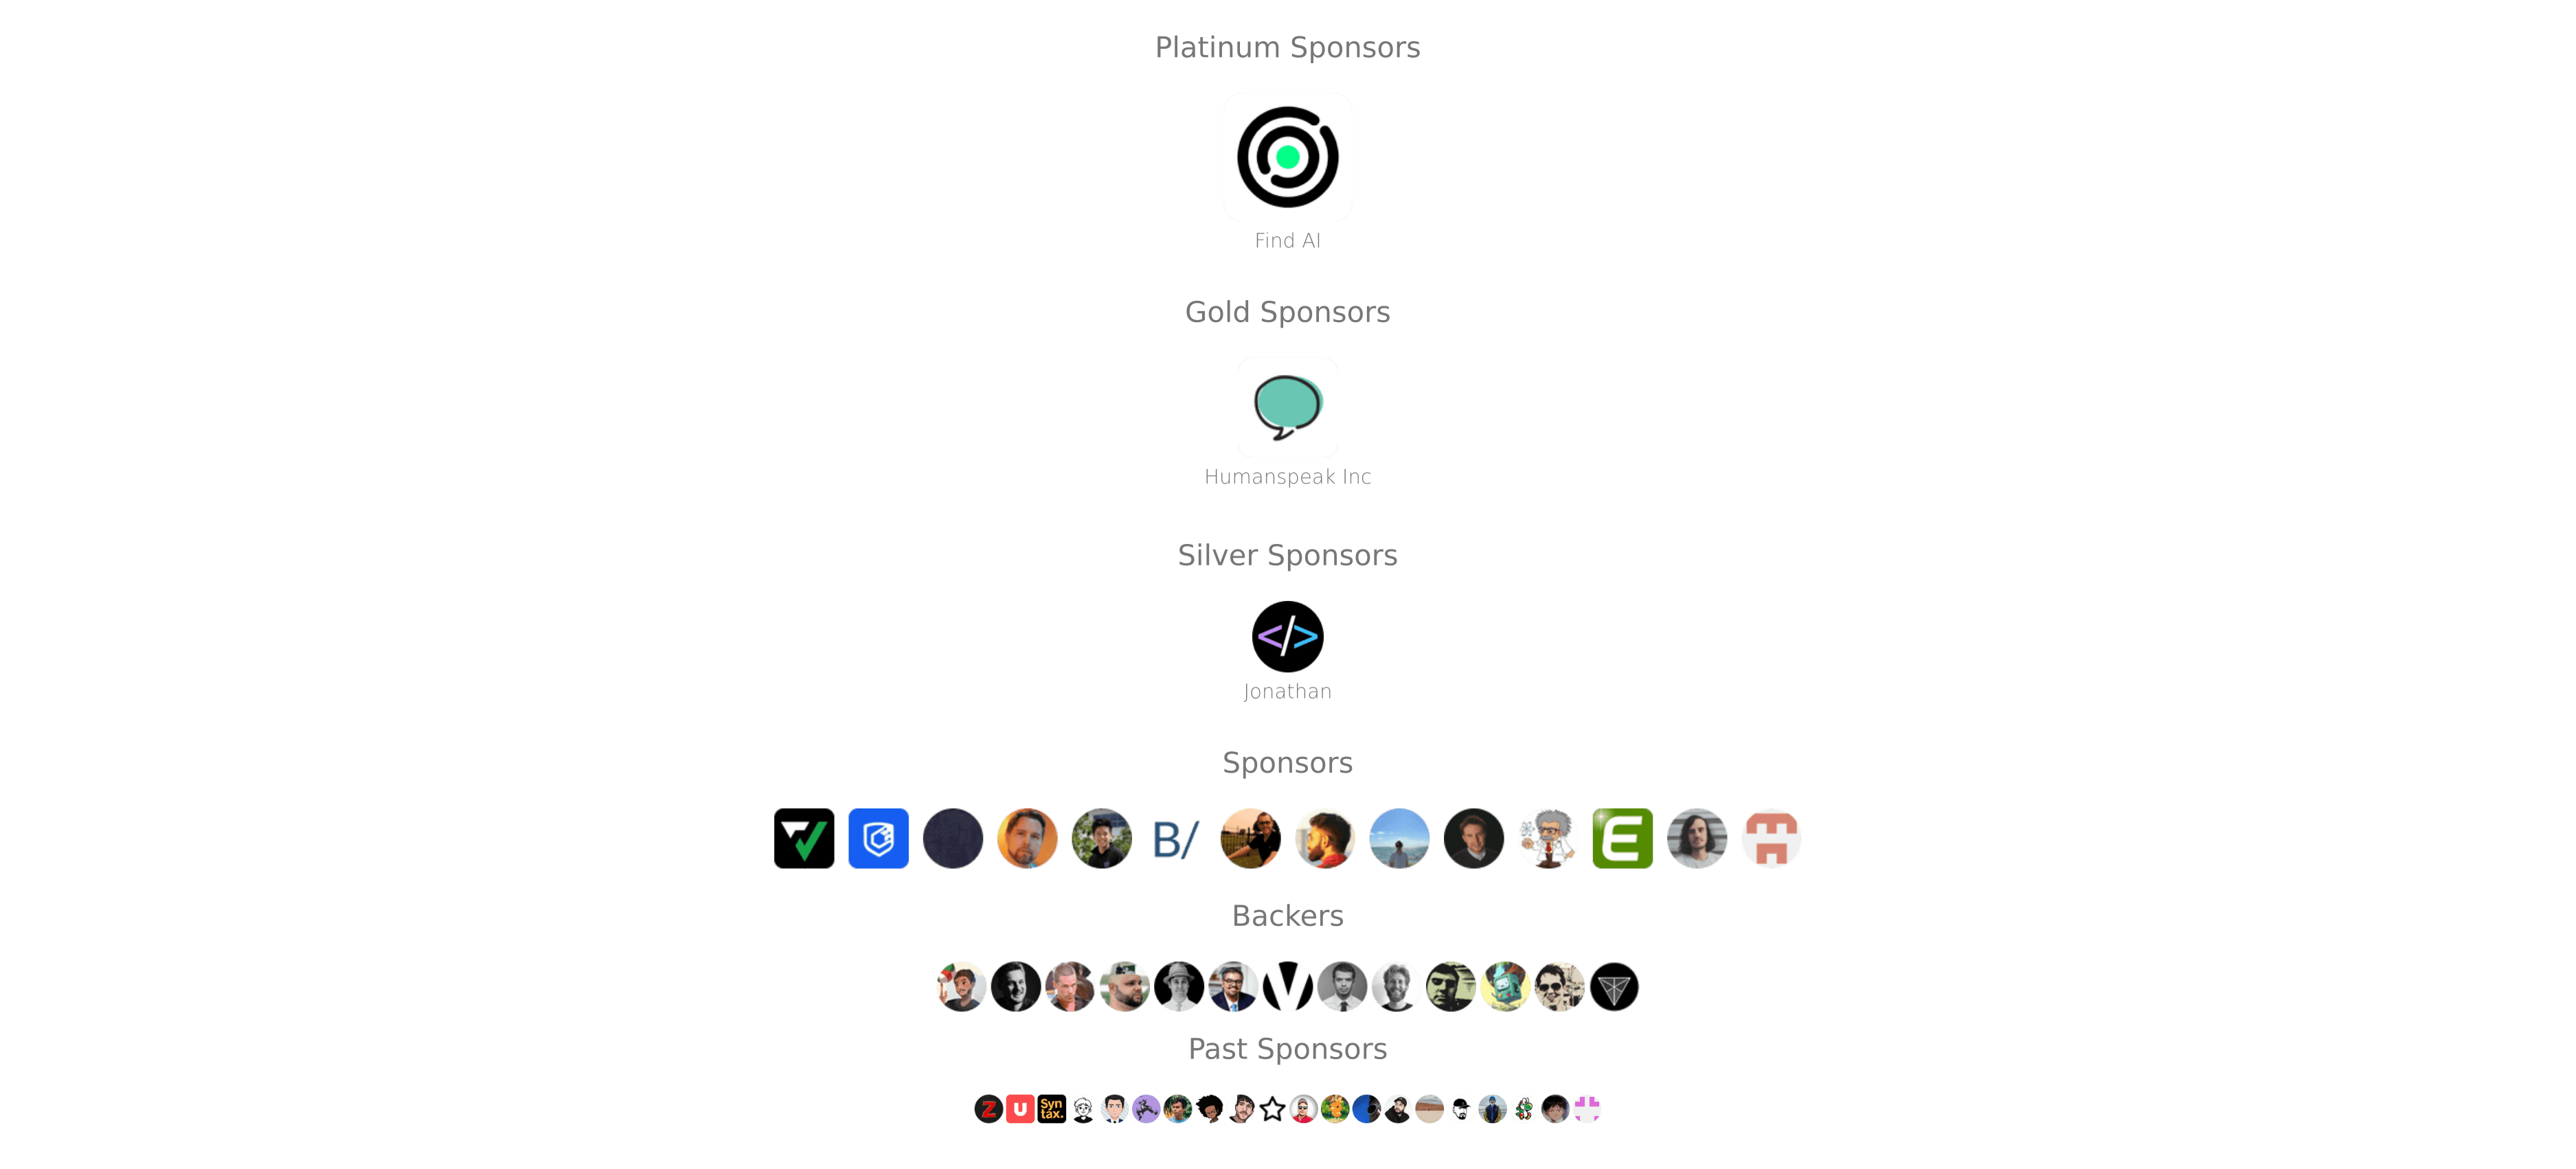 Platinum Sponsors
Find AI
Gold Sponsors
Humanspeak Inc
Silver Sponsors
</>
Jonathan
Sponsors
B/
E
Backers
Past Sponsors
Z
U
Syn
tax.